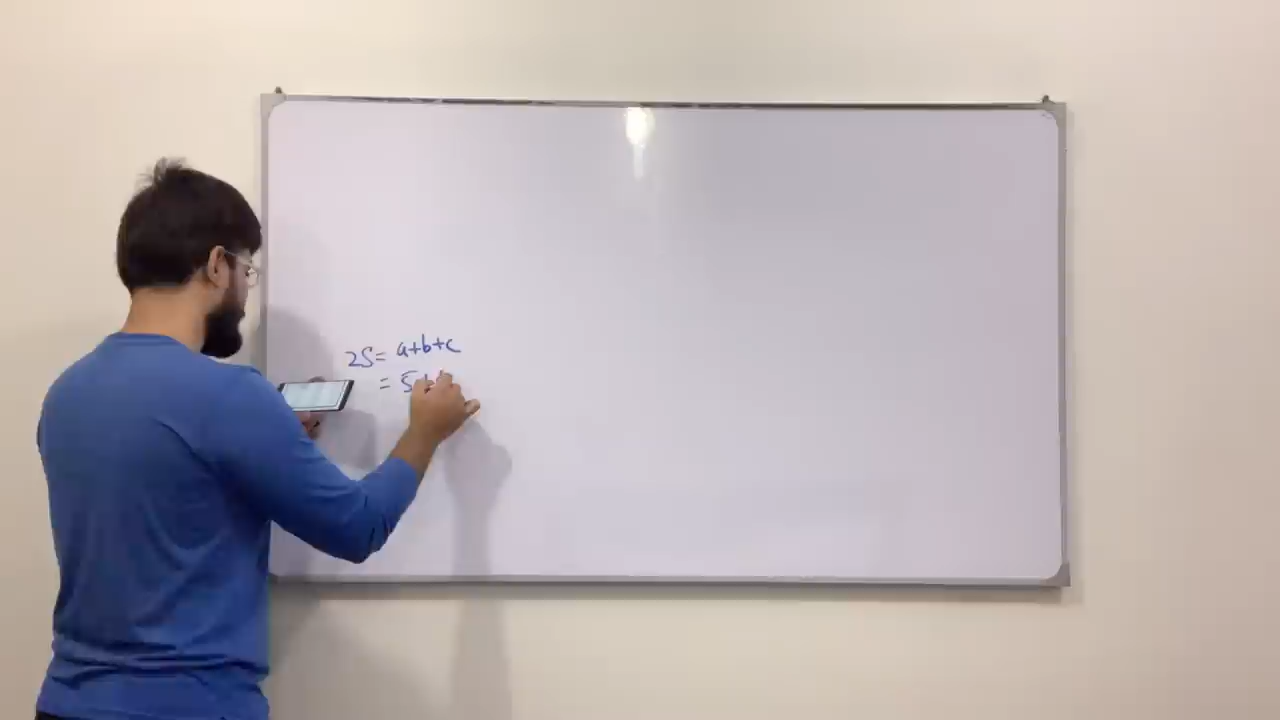 2S = a+b+c
= 5+